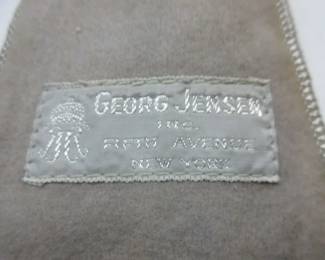 GEORG JENSEN
INC.
FIFTH AVENUE
NEW YORK